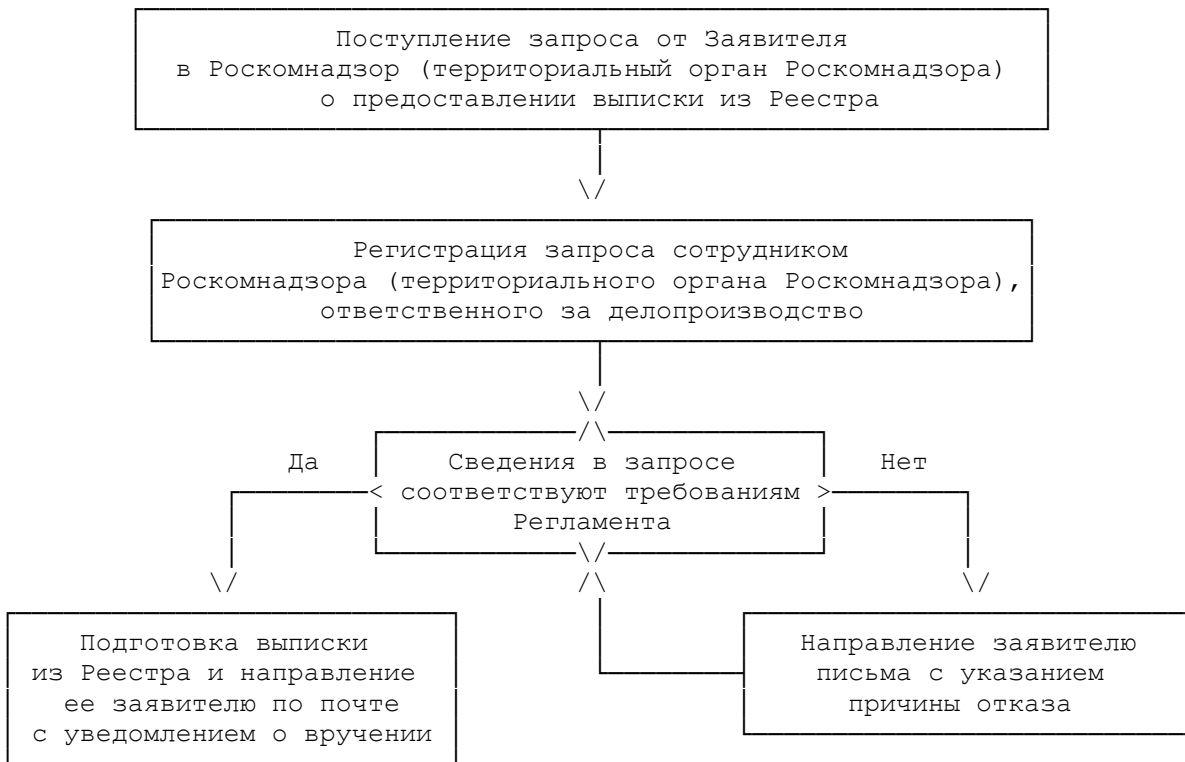 Поступление запроса от Заявителя
в Роскомнадзор (территориальный орган Роскомнадзора)
о предоставлении выписки из Реестра
Регистрация запроса сотрудником
Роскомнадзора (территориального органа Роскомнадзора),
ответственного за делопроизводство
Да
Сведения в запросе
соответствуют требованиям
Регламента
Нет
Подготовка выписки
из Реестра и направление
ее заявителю по почте
с уведомлением о вручении
Направление заявителю
письма с указанием
причины отказа